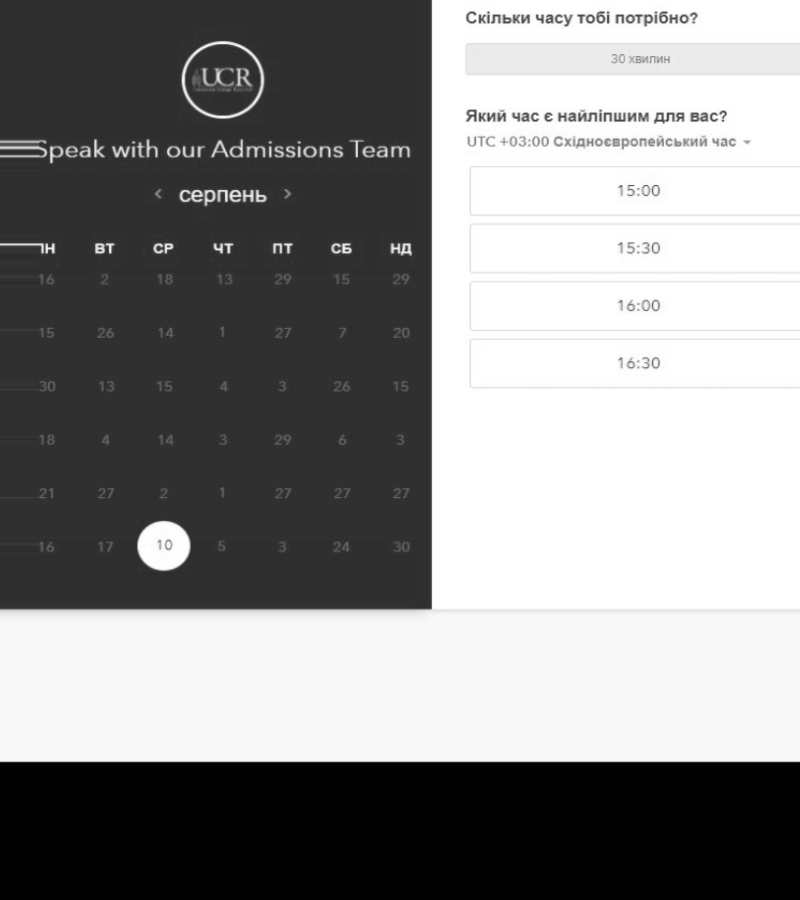 UCR
Speak with our Admissions Team
серпень
ВТ СР ЧТ ПТ СБ НД
16 2 18 13 29 15 29
15 26 14 1 27 7 20
30 13 15 4 3 26 15
18 4 14 3 29 6 3
21 27 2 1 27 27 27
16 17 10 5 3 24 30
Скільки часу тобі потрібно?
30 хвилин
Який час є найліпшим для вас?
UTC +03:00 Східноєвропейський час
15:00
15:30
16:00
16:30